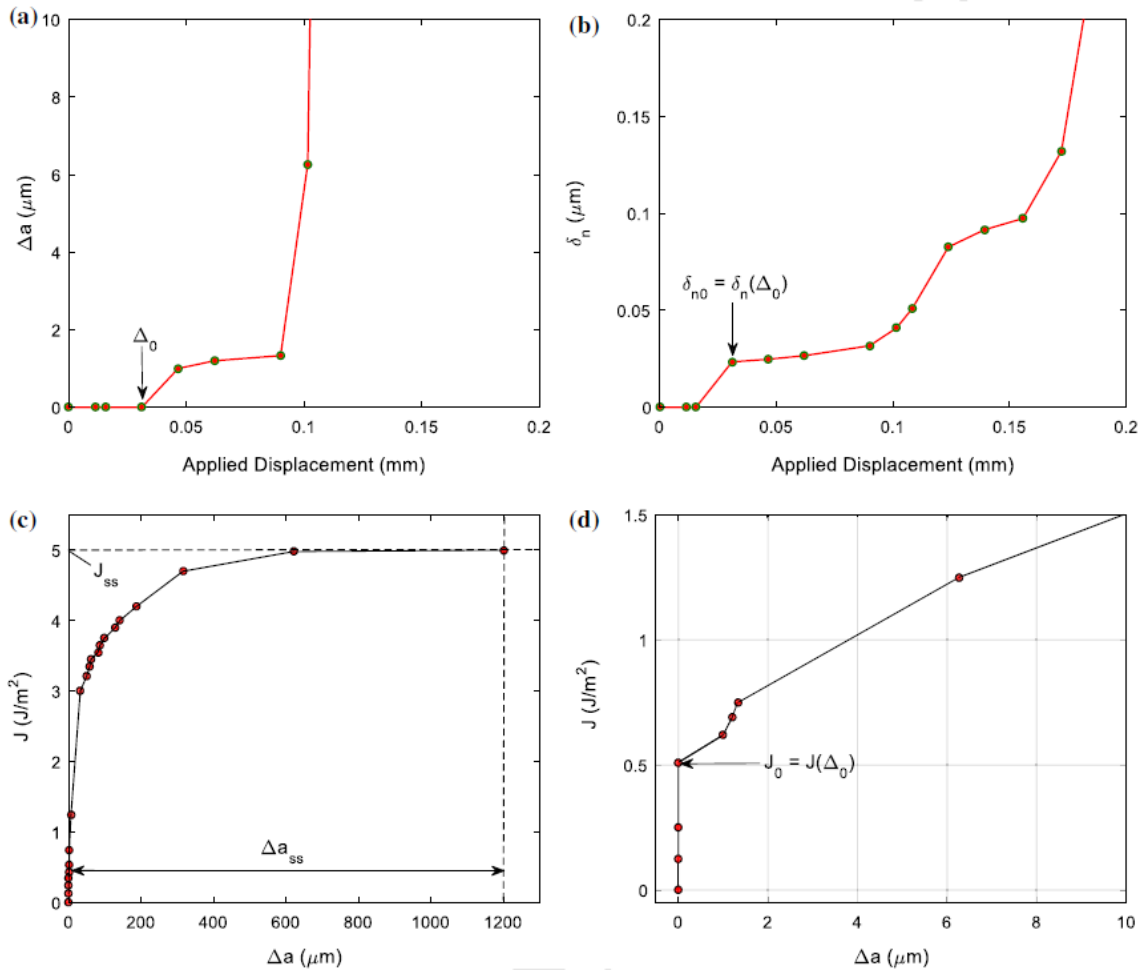 (a)
10
8
6
4
2
0
Δa (μm)
Δ₀
0 0.05 0.1 0.15 0.2
Applied Displacement (mm)
(b)
0.2
0.15
0.1
0.05
0
δₙ (μm)
δₙ₀ = δₙ(Δ₀)
0 0.05 0.1 0.15 0.2
Applied Displacement (mm)
(c)
5
4
3
2
1
0
J (J/m²)
Jₛₛ
Δaₛₛ
0 200 400 600 800 1000 1200
Δa (μm)
(d)
1.5
1
0.5
0
J (J/m²)
J₀ = J(Δ₀)
0 2 4 6 8 10
Δa (μm)